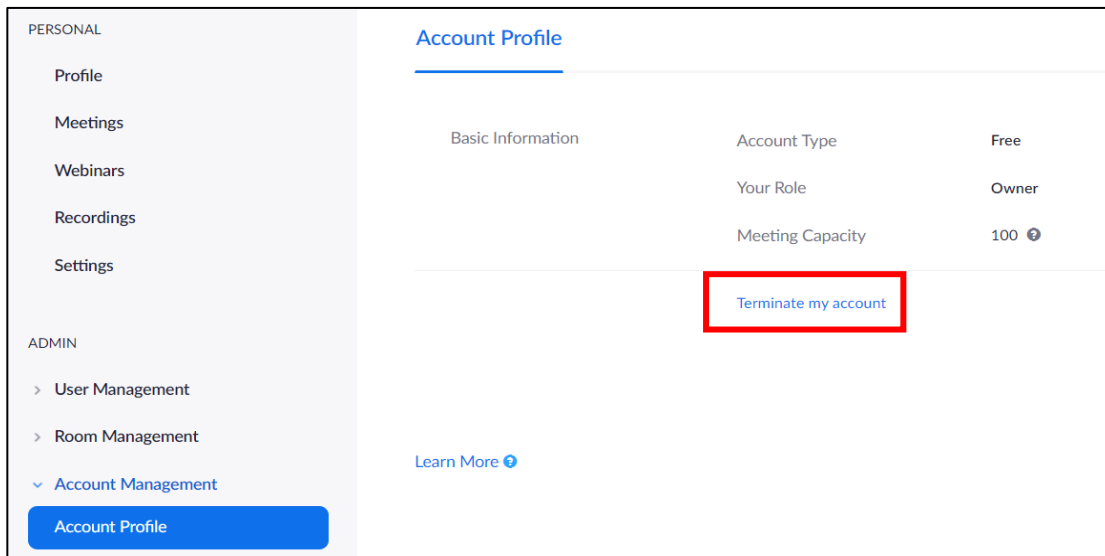 PERSONAL
Profile
Meetings
Webinars
Recordings
Settings
ADMIN
User Management
Room Management
Account Management
Account Profile
Account Profile
Basic Information
Account Type Free
Your Role Owner
Meeting Capacity 100
Terminate my account
Learn More